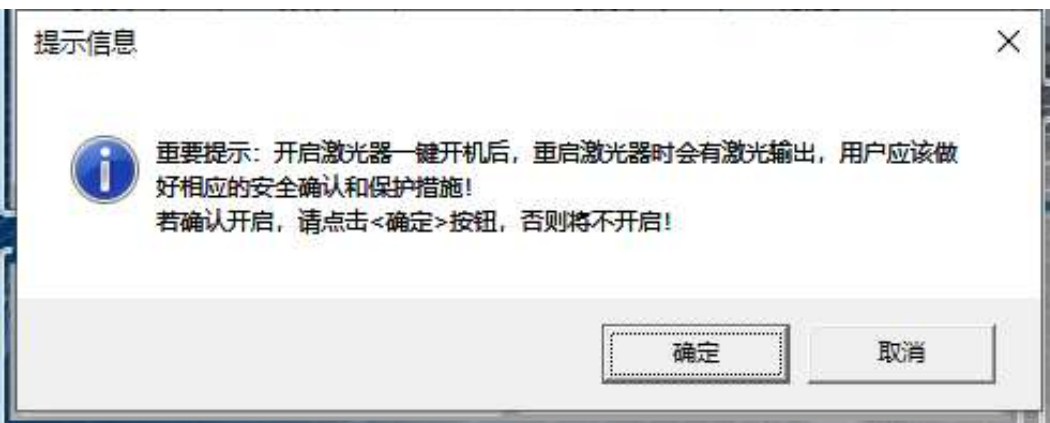 提示信息
重要提示：开启激光器一键开机后，重启激光器时会有激光输出，用户应该做
好相应的安全确认和保护措施！
若确认开启，请点击<确定>按钮，否则将不开启！
确定
取消